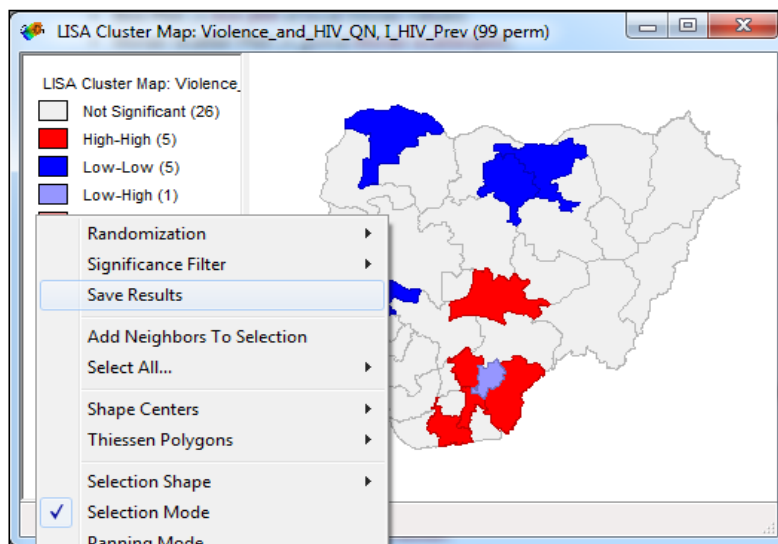 LISA Cluster Map: Violence_and_HIV_QN, I_HIV_Prev (99 perm)
LISA Cluster Map: Violence_
Not Significant (26)
High-High (5)
Low-Low (5)
Low-High (1)
Randomization
Significance Filter
Save Results
Add Neighbors To Selection
Select All...
Shape Centers
Thiessen Polygons
Selection Shape
Selection Mode
Panning Mode